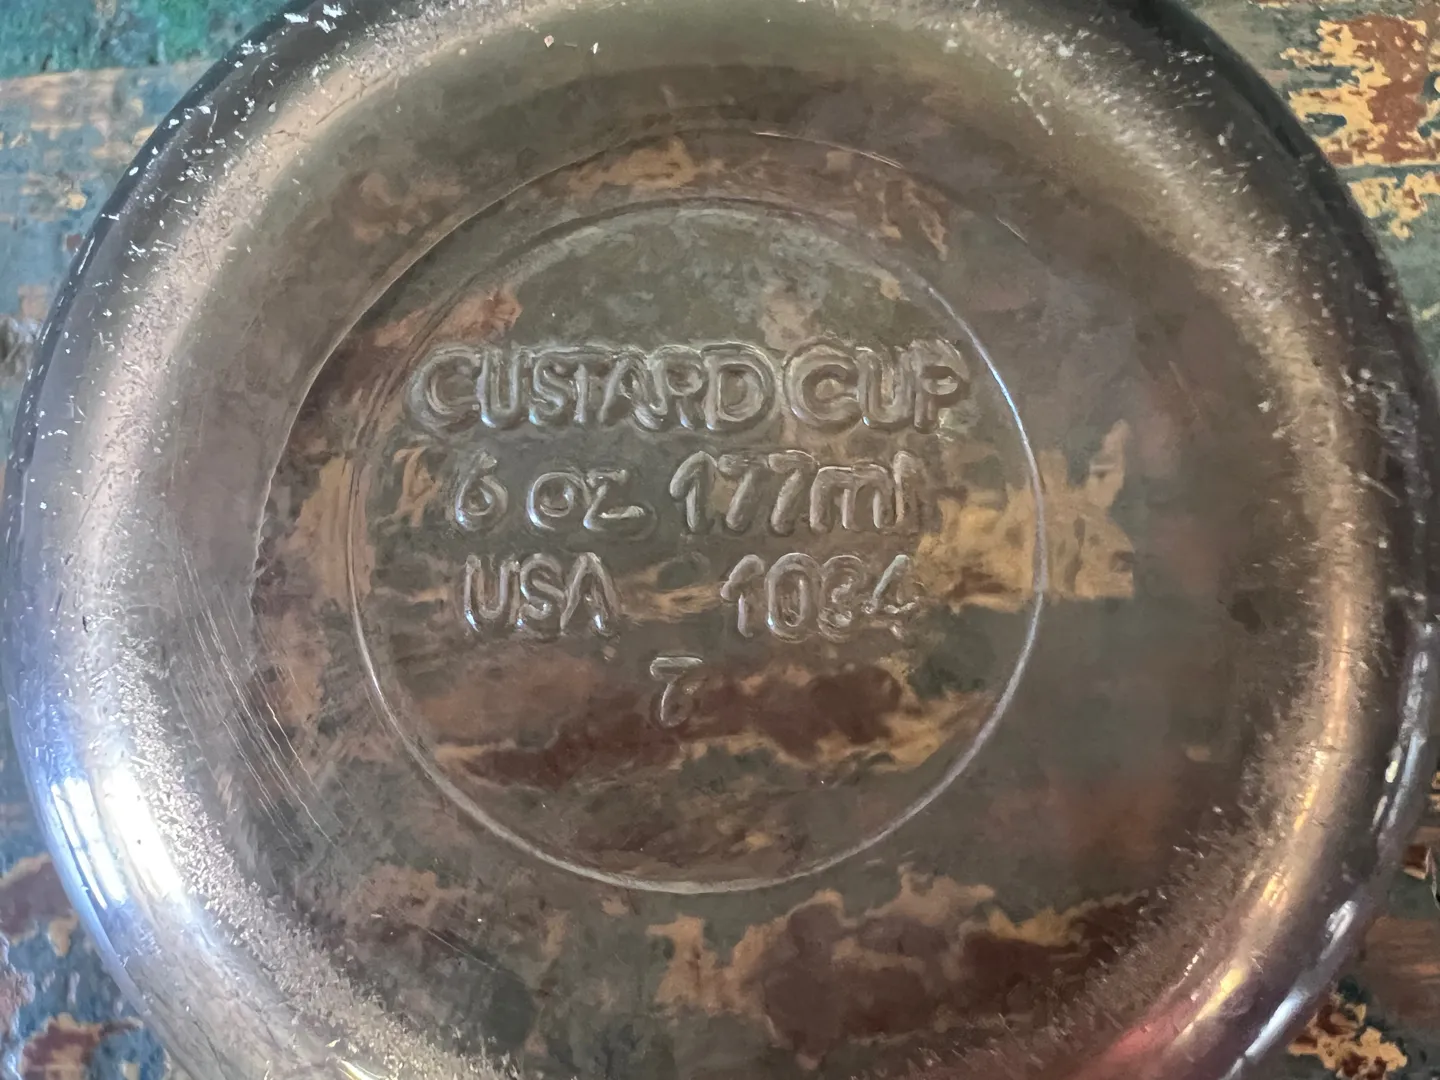 CUSTARD CUP
6 oz 177ml
USA 1034
7